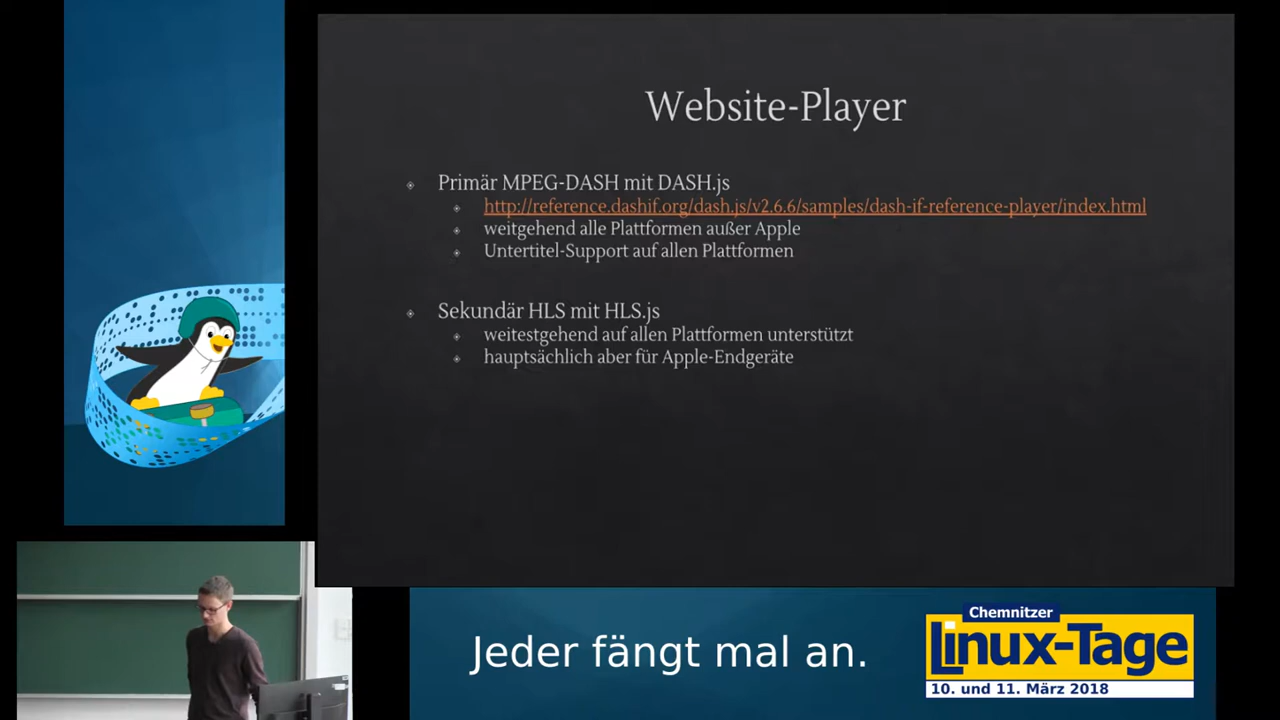 Website-Player
Primär MPEG-DASH mit DASH.js
http://reference.dashif.org/dash.js/v2.6.6/samples/dash-if-reference-player/index.html
weitgehend alle Plattformen außer Apple
Untertitel-Support auf allen Plattformen
Sekundär HLS mit HLS.js
weitestgehend auf allen Plattformen unterstützt
hauptsächlich aber für Apple-Endgeräte
Jeder fängt mal an.
Chemnitzer
Linux-Tage
10. und 11. März 2018